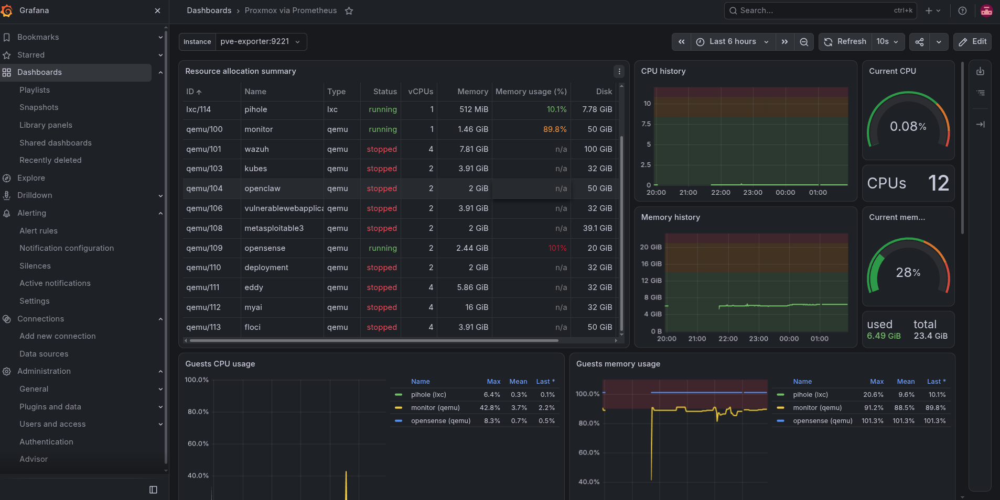 Grafana
Dashboards › Proxmox via Prometheus
Search... ctrl+k
Bookmarks
Starred
Dashboards
Playlists
Snapshots
Library panels
Shared dashboards
Recently deleted
Explore
Drilldown
Alerting
Alert rules
Notification configuration
Silences
Active notifications
Settings
Connections
Add new connection
Data sources
Administration
General
Plugins and data
Users and access
Authentication
Advisor
instance pve-exporter:9221
Last 6 hours Refresh 10s Edit
Resource allocation summary
ID Name Type Status vCPUs Memory Memory usage (%) Disk
lxc/114 pihole lxc running 1 512 MiB 10.1% 7.78 GiB
qemu/100 monitor qemu running 1 1.46 GiB 89.8% 50 GiB
qemu/101 wazuh qemu stopped 4 7.81 GiB n/a 100 GiB
qemu/103 kubes qemu stopped 2 3.91 GiB n/a 32 GiB
qemu/104 openclaw qemu stopped 2 2 GiB n/a 50 GiB
qemu/106 vulnerablewebapplica qemu stopped 2 3.91 GiB n/a 32 GiB
qemu/108 metasploitable3 qemu stopped 2 2 GiB n/a 39.1 GiB
qemu/109 opensense qemu running 2 2.44 GiB 101% 20 GiB
qemu/110 deployment qemu stopped 2 2 GiB n/a 32 GiB
qemu/111 eddy qemu stopped 4 5.86 GiB n/a 32 GiB
qemu/112 myai qemu stopped 4 16 GiB n/a 32 GiB
qemu/113 floci qemu stopped 4 3.91 GiB n/a 50 GiB
CPU history
10
7.5
5
2.5
0
20:00 21:00 22:00 23:00 00:00 01:00
Current CPU
0.08%
CPUs 12
Memory history
20 GiB
16 GiB
12 GiB
8 GiB
4 GiB
0 B
20:00 21:00 22:00 23:00 00:00 01:00
Current mem...
28%
used total
6.49 GiB 23.4 GiB
Guests CPU usage
100.0%
80.0%
60.0%
40.0%
Name Max Mean Last *
pihole (lxc) 6.4% 0.3% 0.1%
monitor (qemu) 42.8% 3.7% 2.2%
opensense (qemu) 8.3% 0.7% 0.5%
Guests memory usage
100.0%
80.0%
60.0%
40.0%
Name Max Mean Last *
pihole (lxc) 20.6% 9.6% 10.1%
monitor (qemu) 91.2% 88.5% 89.8%
opensense (qemu) 101.3% 101.3% 101.3%